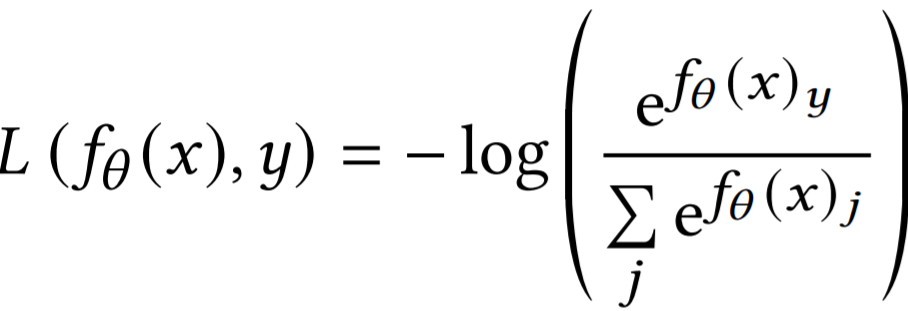 L (f_θ(x), y) = − log ( e^{f_θ(x)_y} / ∑_j e^{f_θ(x)_j} )